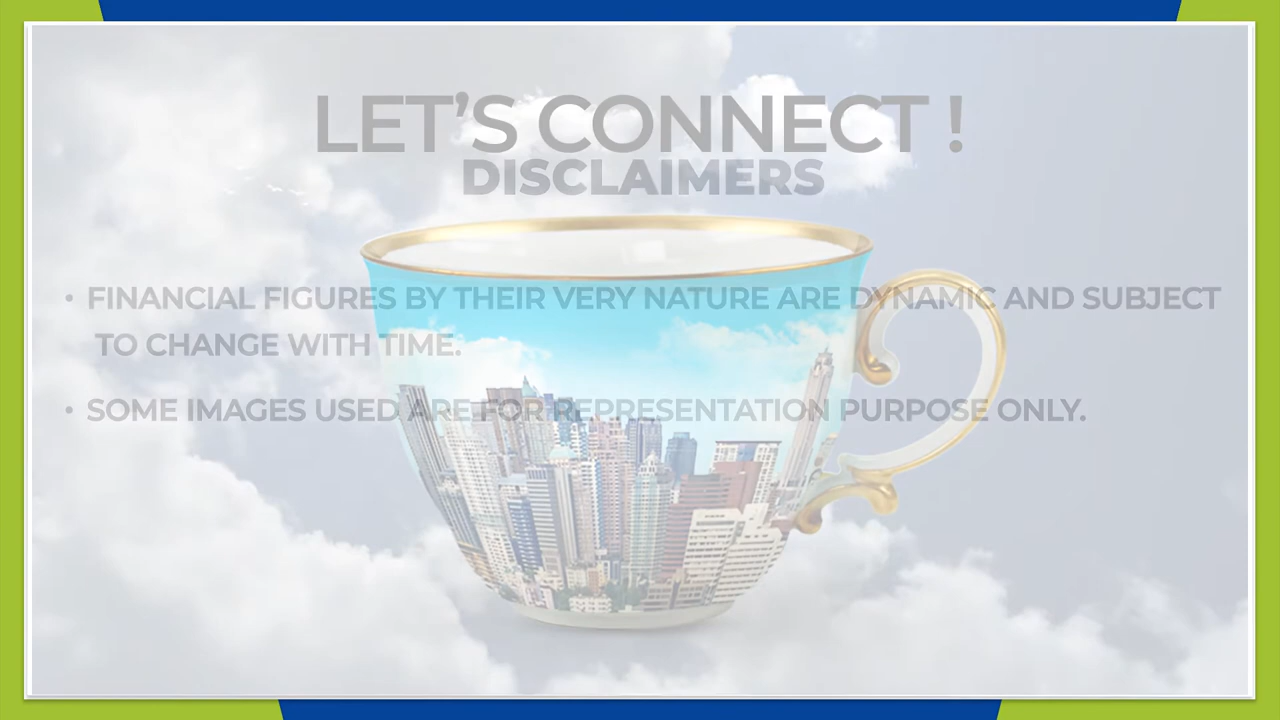 LET’S CONNECT !
DISCLAIMERS
• FINANCIAL FIGURES BY THEIR VERY NATURE ARE DYNAMIC AND SUBJECT
TO CHANGE WITH TIME.
• SOME IMAGES USED ARE FOR REPRESENTATION PURPOSE ONLY.